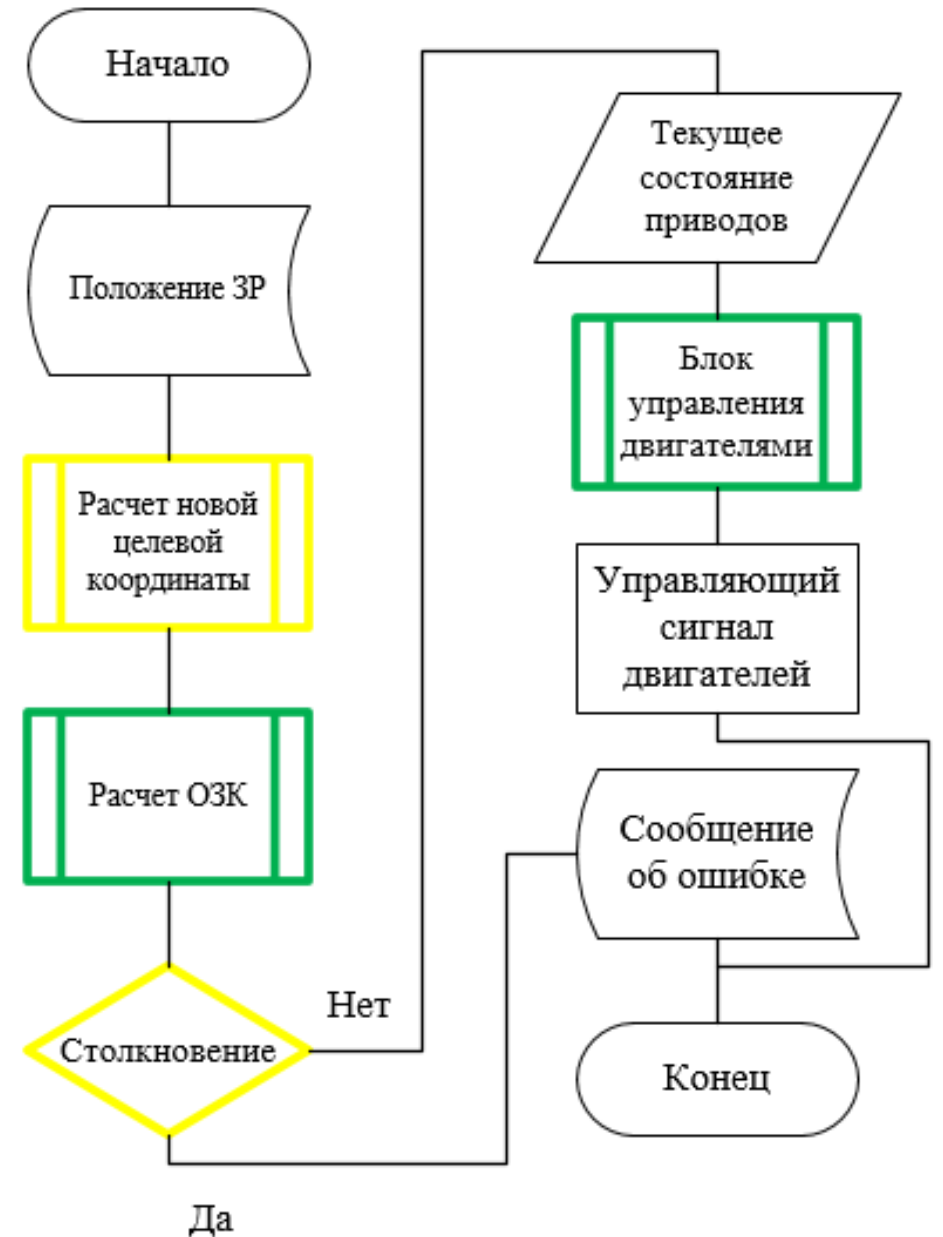 Начало
Положение ЗР
Расчет новой
целевой
координаты
Расчет ОЗК
Столкновение
Нет
Да
Текущее
состояние
приводов
Блок
управления
двигателями
Управляющий
сигнал
двигателей
Сообщение
об ошибке
Конец